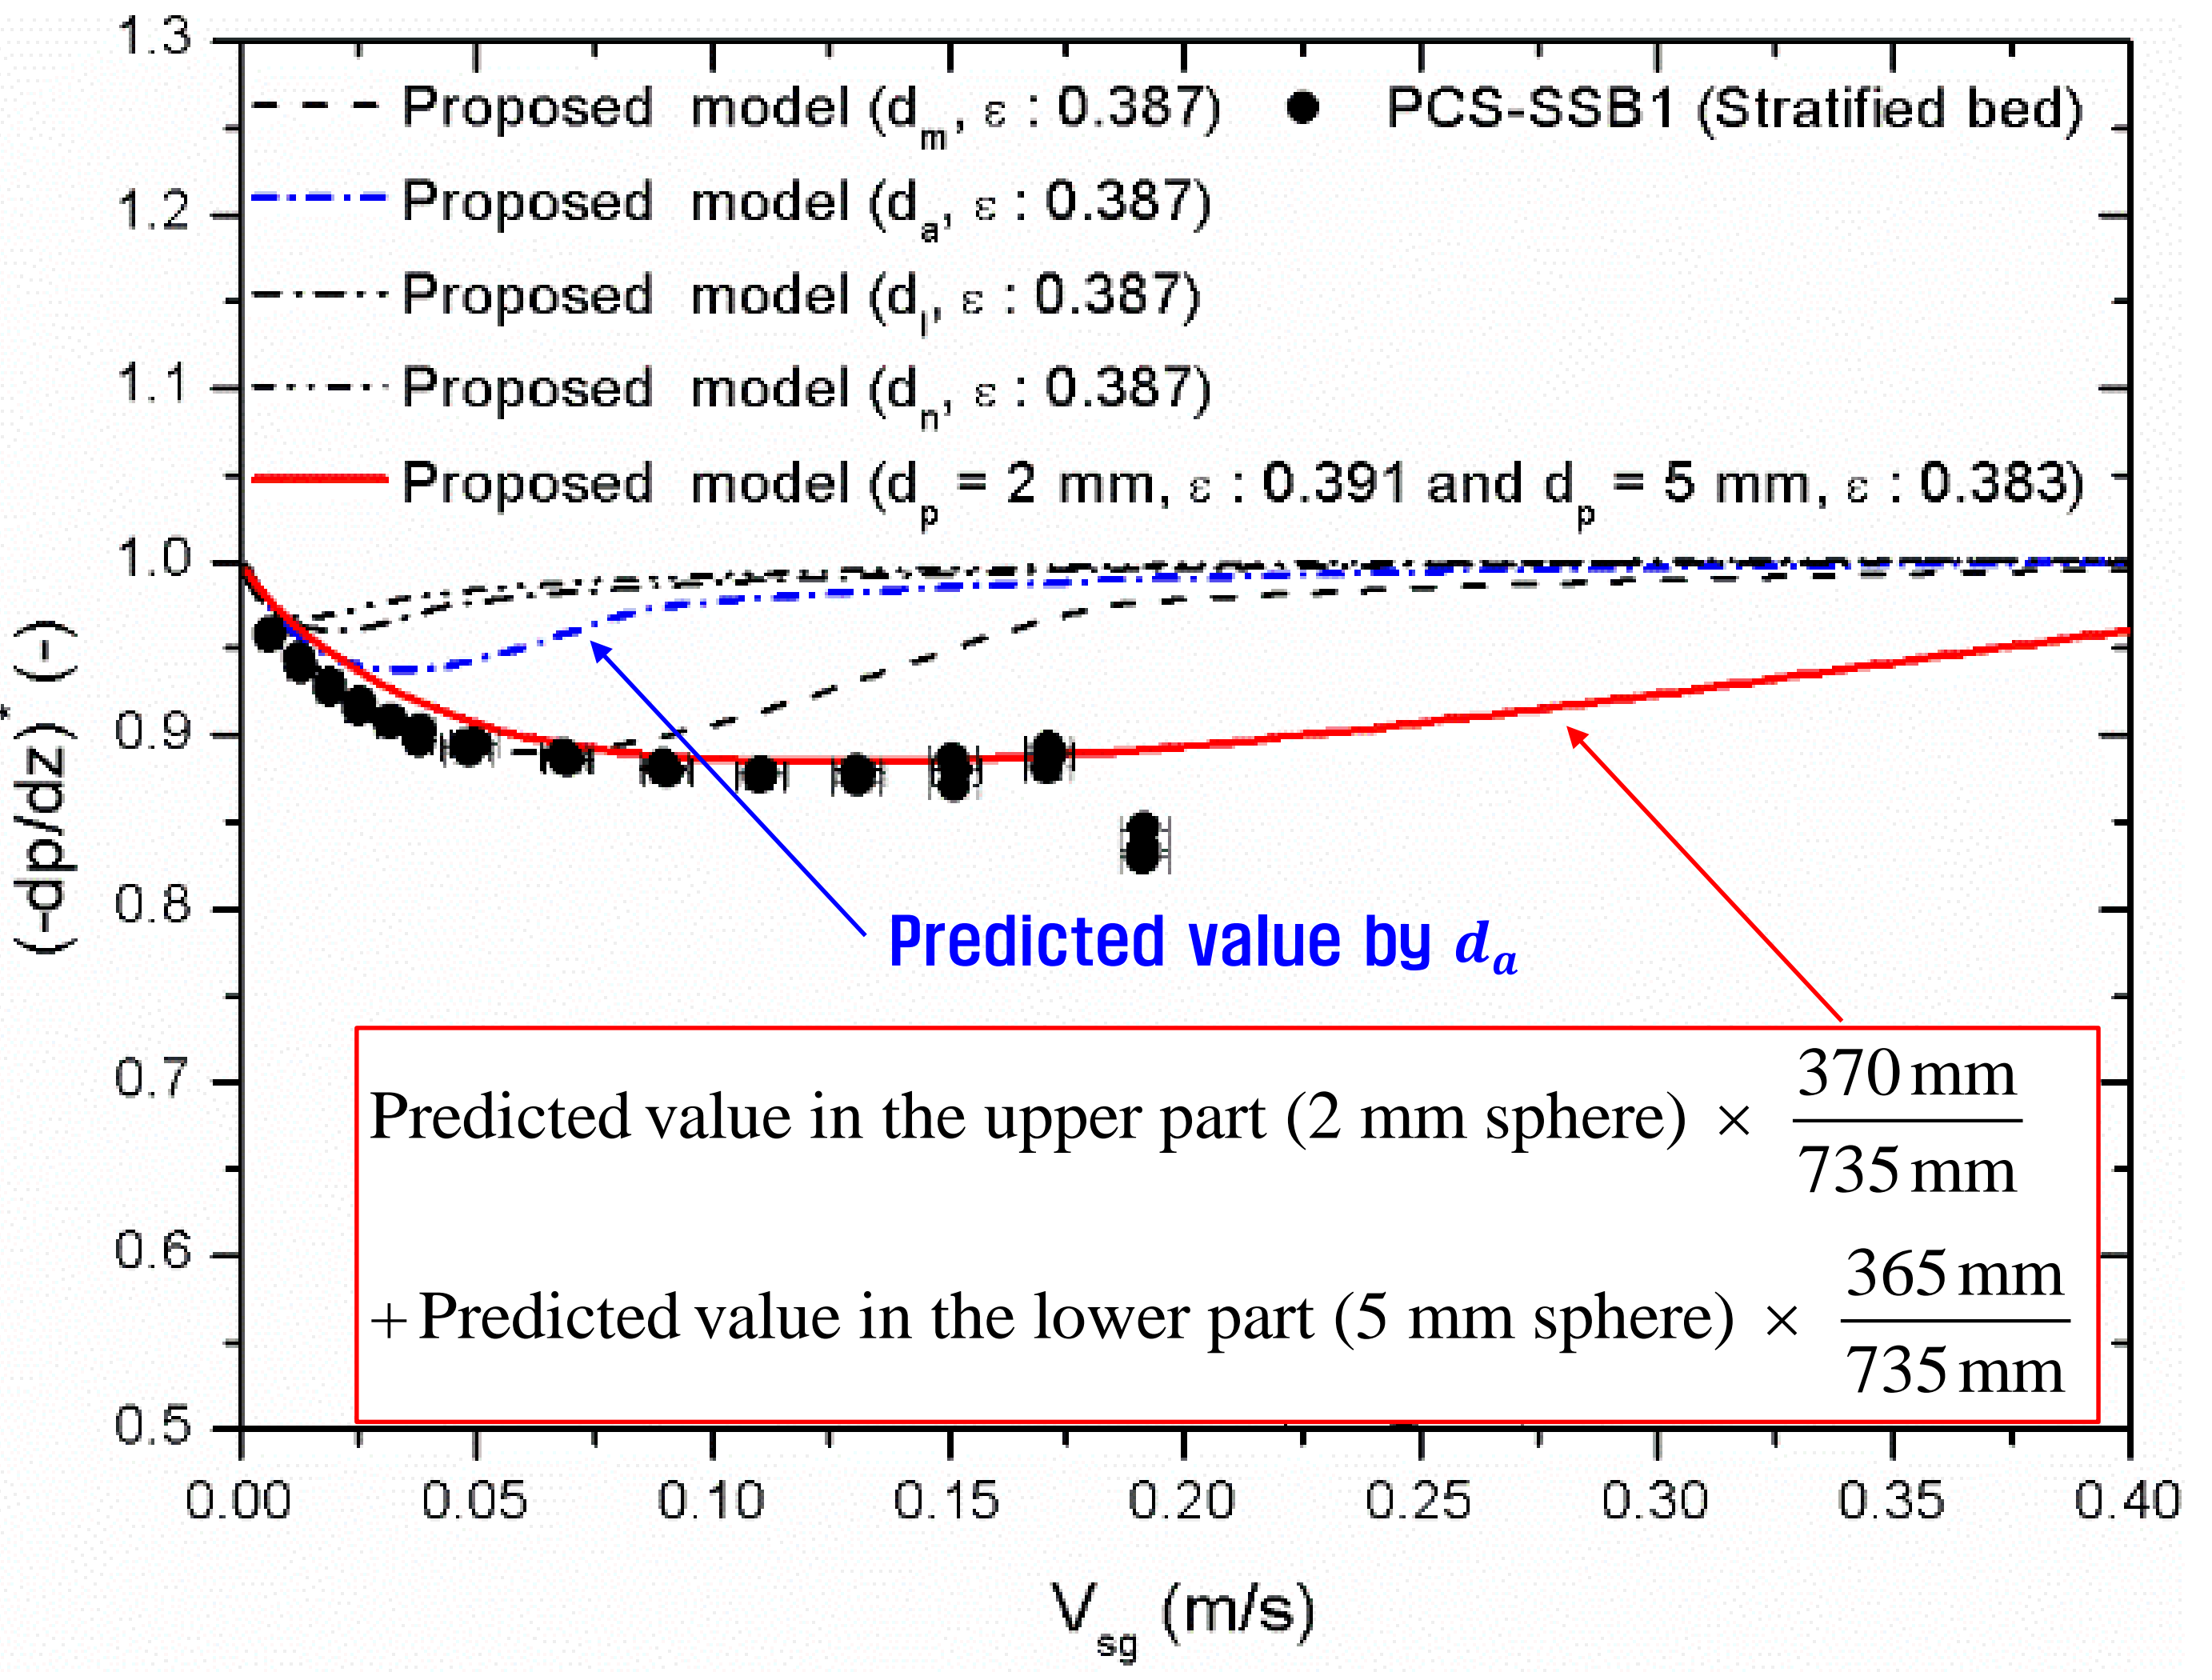 1.3
1.2
1.1
1.0
0.9
0.8
0.7
0.6
0.5
(-dp/dz)* (-)
Proposed model (dm, ε : 0.387)
PCS-SSB1 (Stratified bed)
Proposed model (da, ε : 0.387)
Proposed model (dl, ε : 0.387)
Proposed model (dn, ε : 0.387)
Proposed model (dp = 2 mm, ε : 0.391 and dp = 5 mm, ε : 0.383)
Predicted value by da
Predicted value in the upper part (2 mm sphere) × 370 mm / 735 mm
+ Predicted value in the lower part (5 mm sphere) × 365 mm / 735 mm
0.00 0.05 0.10 0.15 0.20 0.25 0.30 0.35 0.40
Vsg (m/s)